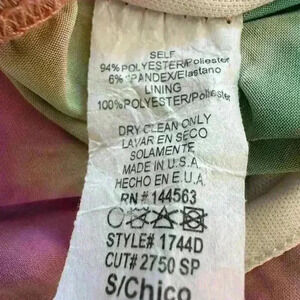 SELF
94% POLYESTER/Poliester
6% SPANDEX/Elastano
LINING
100% POLYESTER/Poliester
DRY CLEAN ONLY
LAVAR EN SECO
SOLAMENTE
MADE IN U.S.A.
HECHO EN E.U.A.
RN # 144563
STYLE# 1744D
CUT# 2750 SP
S/Chico